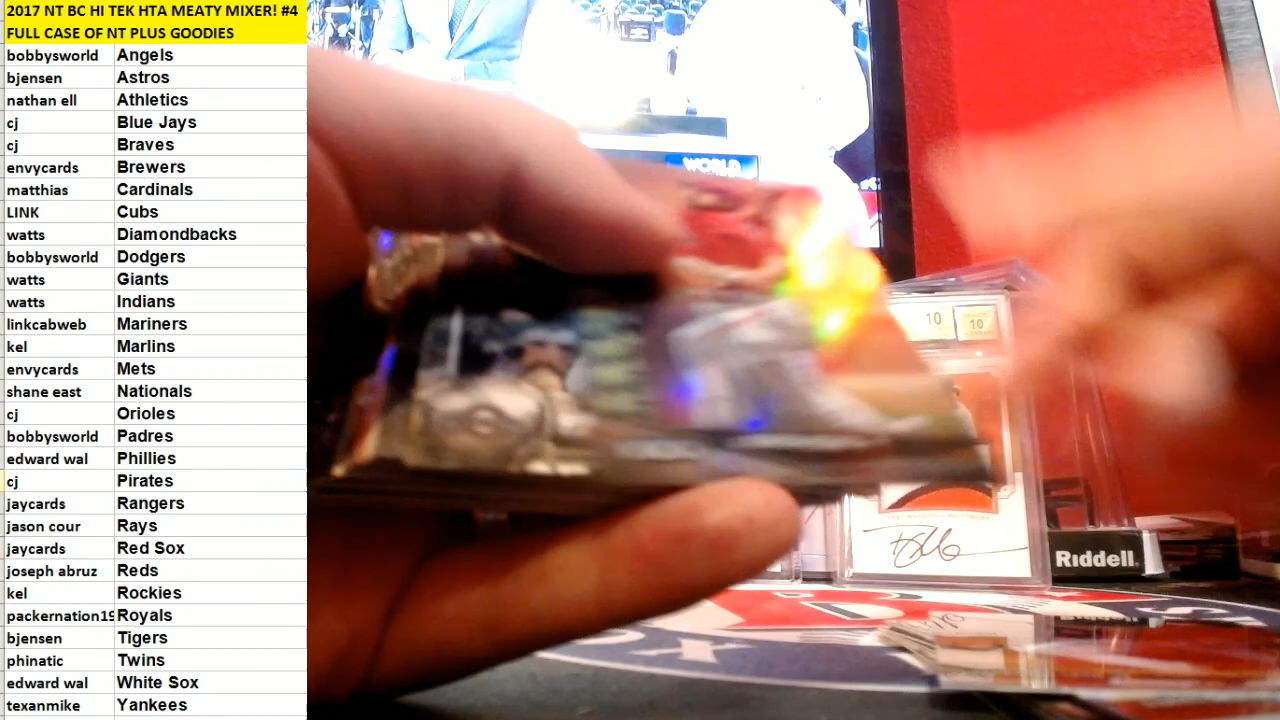 2017 NT BC HI TEK HTA MEATY MIXER! #4
FULL CASE OF NT PLUS GOODIES
bobbysworld Angels
bjensen Astros
nathan ell Athletics
cj Blue Jays
cj Braves
envycards Brewers
matthias Cardinals
LINK Cubs
watts Diamondbacks
bobbysworld Dodgers
watts Giants
watts Indians
linkcabweb Mariners
kel Marlins
envycards Mets
shane east Nationals
cj Orioles
bobbysworld Padres
edward wal Phillies
cj Pirates
jaycards Rangers
jason cour Rays
jaycards Red Sox
joseph abruz Reds
kel Rockies
packernation19 Royals
bjensen Tigers
phinatic Twins
edward wal White Sox
texanmike Yankees
WORLD
10
10
Riddell